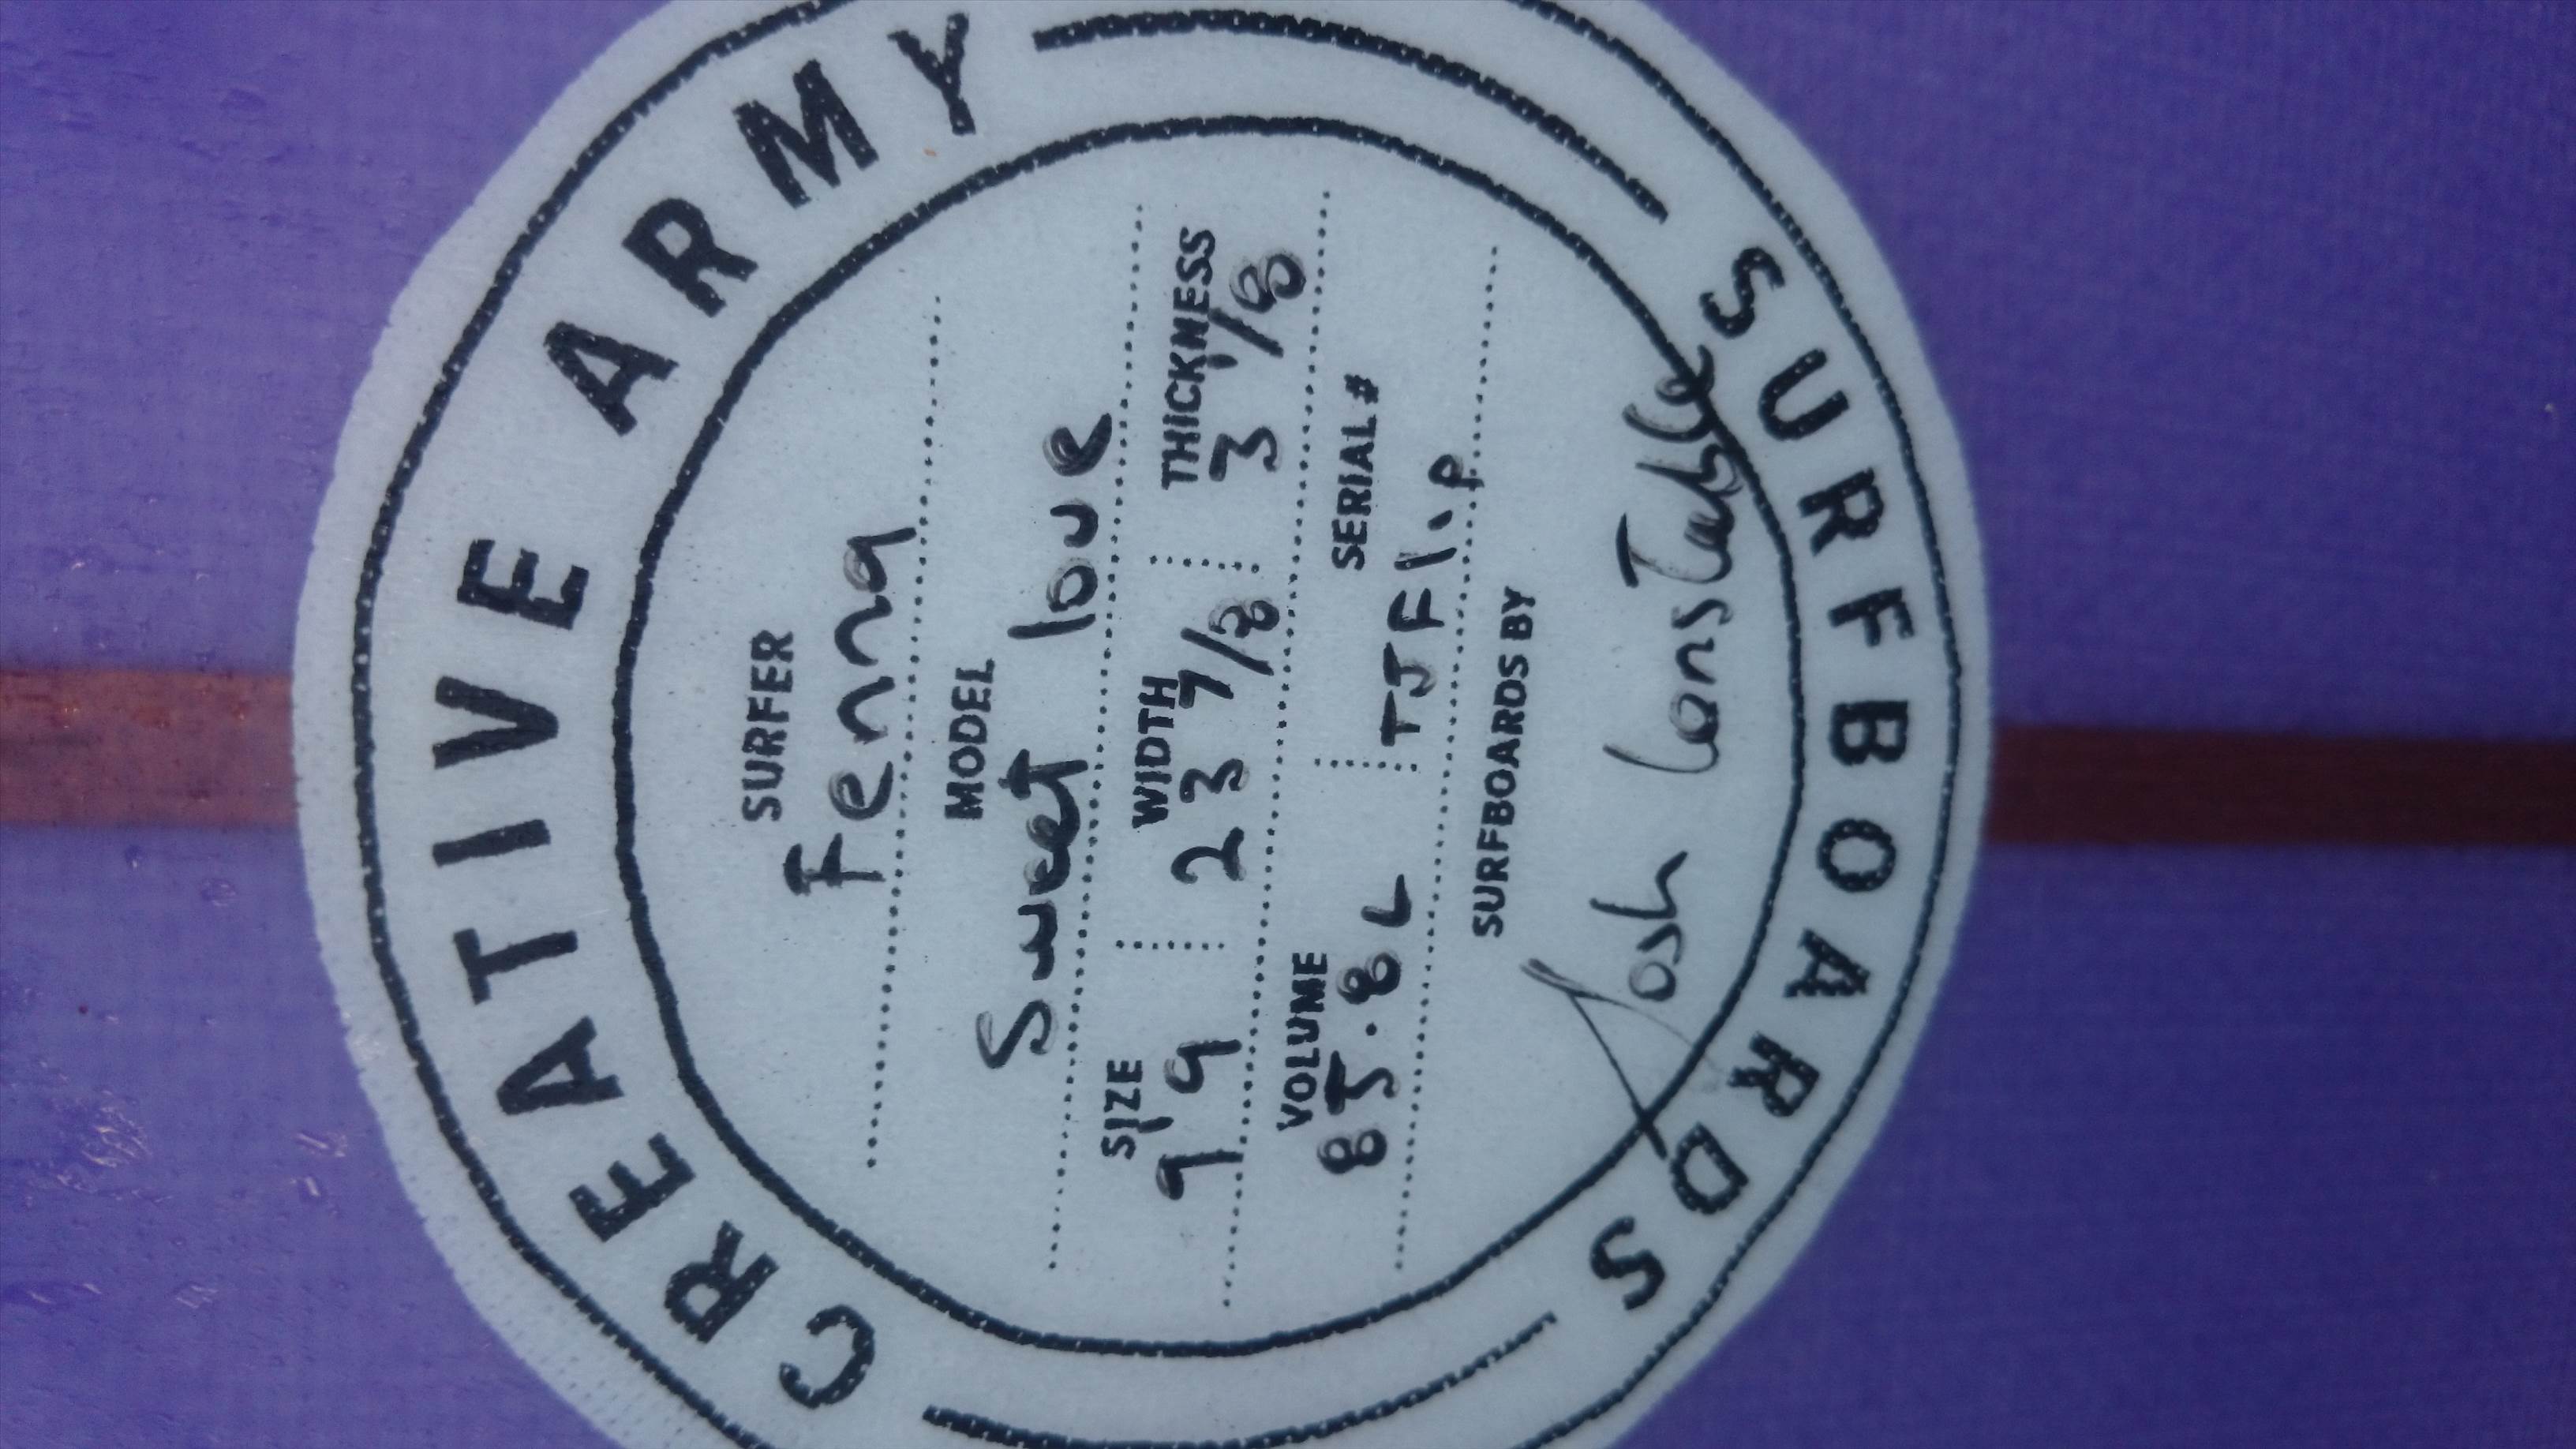 CREATIVE ARMY
SURFER
Fenna
MODEL
Sweet love
SIZE WIDTH THICKNESS
7'9 23 7/8 3 1/8
VOLUME SERIAL#
85.8 L TJFlip
SURFBOARDS BY
Josh Constable
SURFBOARDS